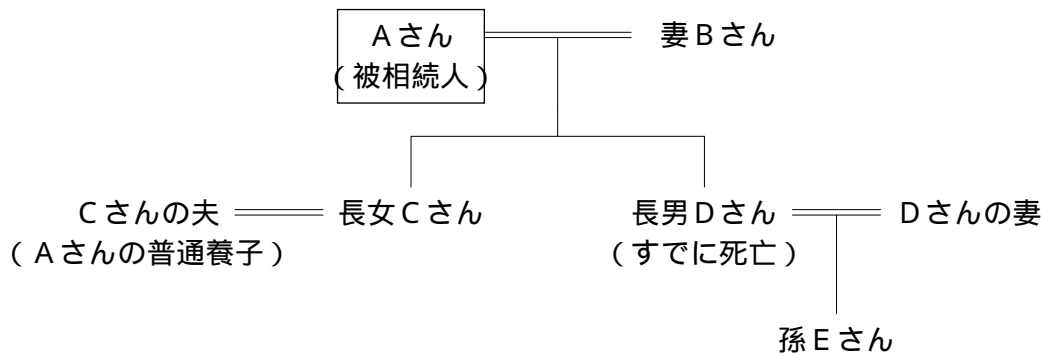 Aさん
(被相続人)
妻Bさん
Cさんの夫
(Aさんの普通養子)
長女Cさん
長男Dさん
(すでに死亡)
Dさんの妻
孫Eさん